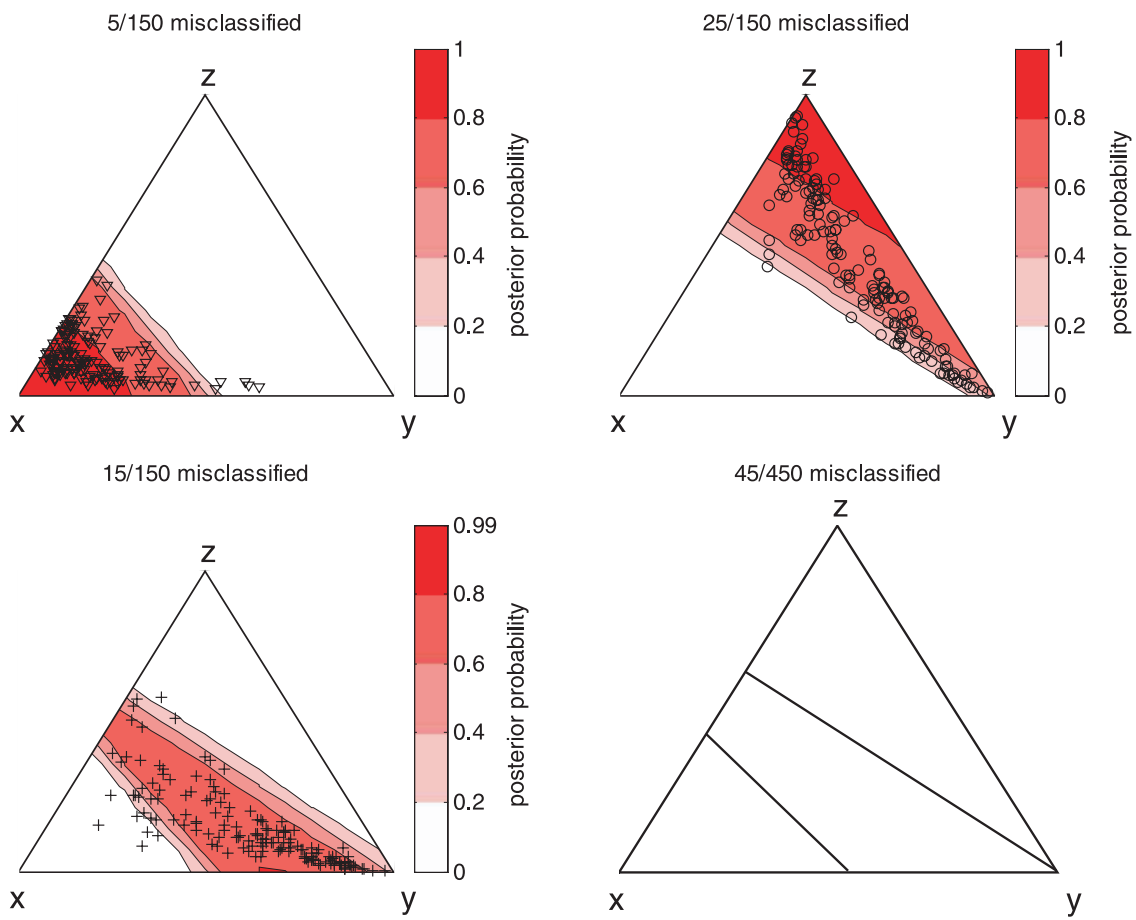 5/150 misclassified
z
x
y
1
0.8
0.6
0.4
0.2
0
posterior probability
25/150 misclassified
z
x
y
1
0.8
0.6
0.4
0.2
0
posterior probability
15/150 misclassified
z
x
y
0.99
0.8
0.6
0.4
0.2
0
posterior probability
45/450 misclassified
z
x
y